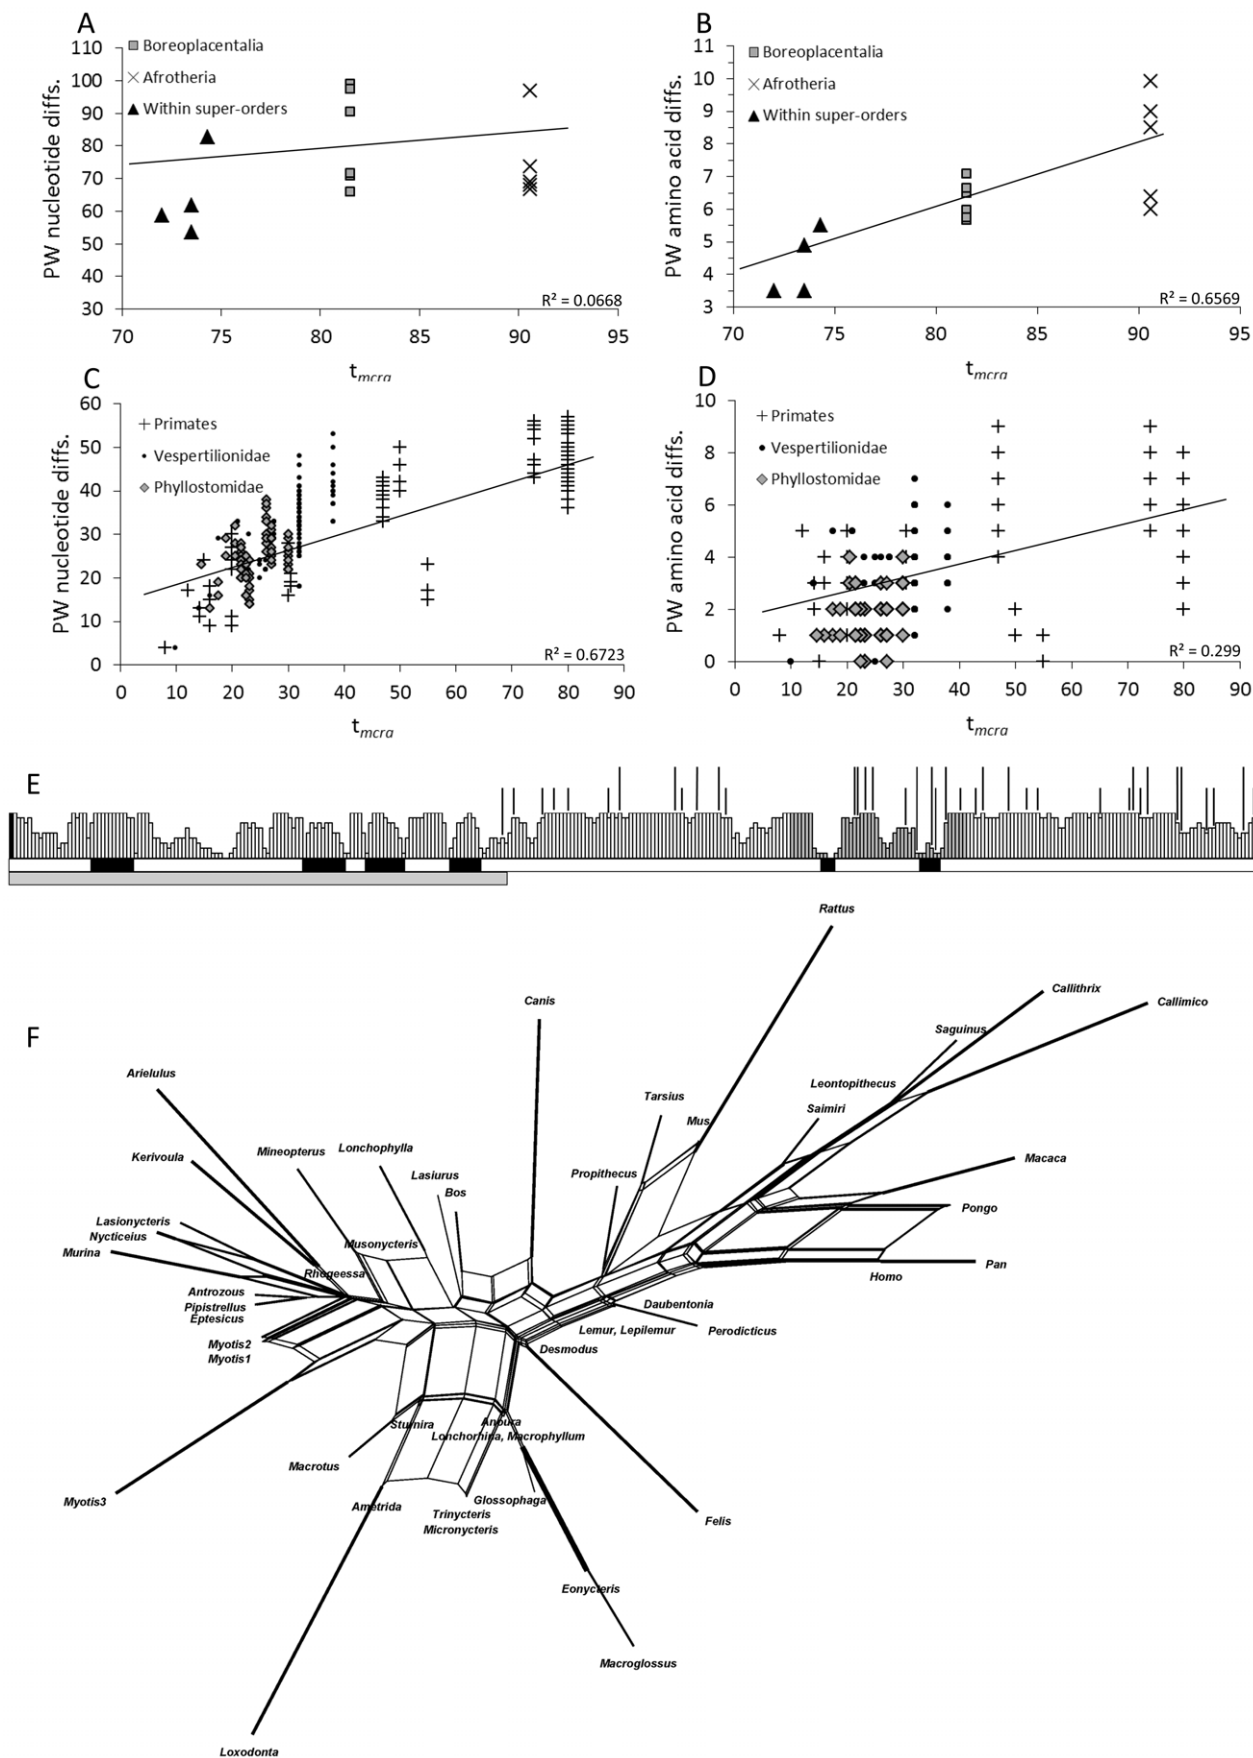 A
PW nucleotide diffs.
110
100
90
80
70
60
50
40
30
Boreoplacentalia
Afrotheria
Within super-orders
R² = 0.0668
70 75 80 85 90 95
t_mcra
B
PW amino acid diffs.
11
10
9
8
7
6
5
4
3
Boreoplacentalia
Afrotheria
Within super-orders
R² = 0.6569
70 75 80 85 90 95
t_mcra
C
PW nucleotide diffs.
60
50
40
30
20
10
0
Primates
Vespertilionidae
Phyllostomidae
R² = 0.6723
0 10 20 30 40 50 60 70 80 90
t_mcra
D
PW amino acid diffs.
10
8
6
4
2
0
Primates
Vespertilionidae
Phyllostomidae
R² = 0.299
0 10 20 30 40 50 60 70 80 90
t_mcra
E
F
Rattus
Canis
Callithrix
Callimico
Saguinus
Arielulus
Leontopithecus
Tarsius
Saimiri
Mus
Mineopterus
Lonchophylla
Kerivoula
Macaca
Lasiurus
Propithecus
Bos
Pongo
Lasionycteris
Nycticeius
Musonycteris
Murina
Rhogeessa
Pan
Homo
Antrozous
Daubentonia
Pipistrellus
Eptesicus
Lemur, Lepilemur
Perodicticus
Myotis2
Desmodus
Myotis1
Sturnira
Anoura
Lonchorhina, Macrophyllum
Macrotus
Myotis3
Ametrida
Glossophaga
Trinycteris
Felis
Micronycteris
Eonycteris
Macroglossus
Loxodonta